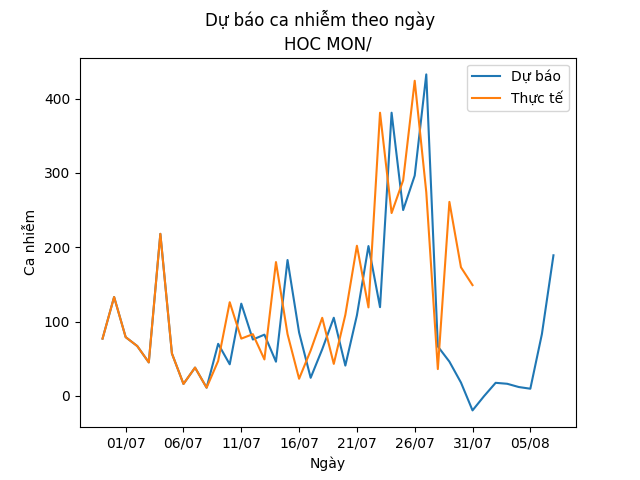 Dự báo ca nhiễm theo ngày
HOC MON/
Dự báo
Thực tế
Ca nhiễm
400
300
200
100
0
01/07 06/07 11/07 16/07 21/07 26/07 31/07 05/08
Ngày